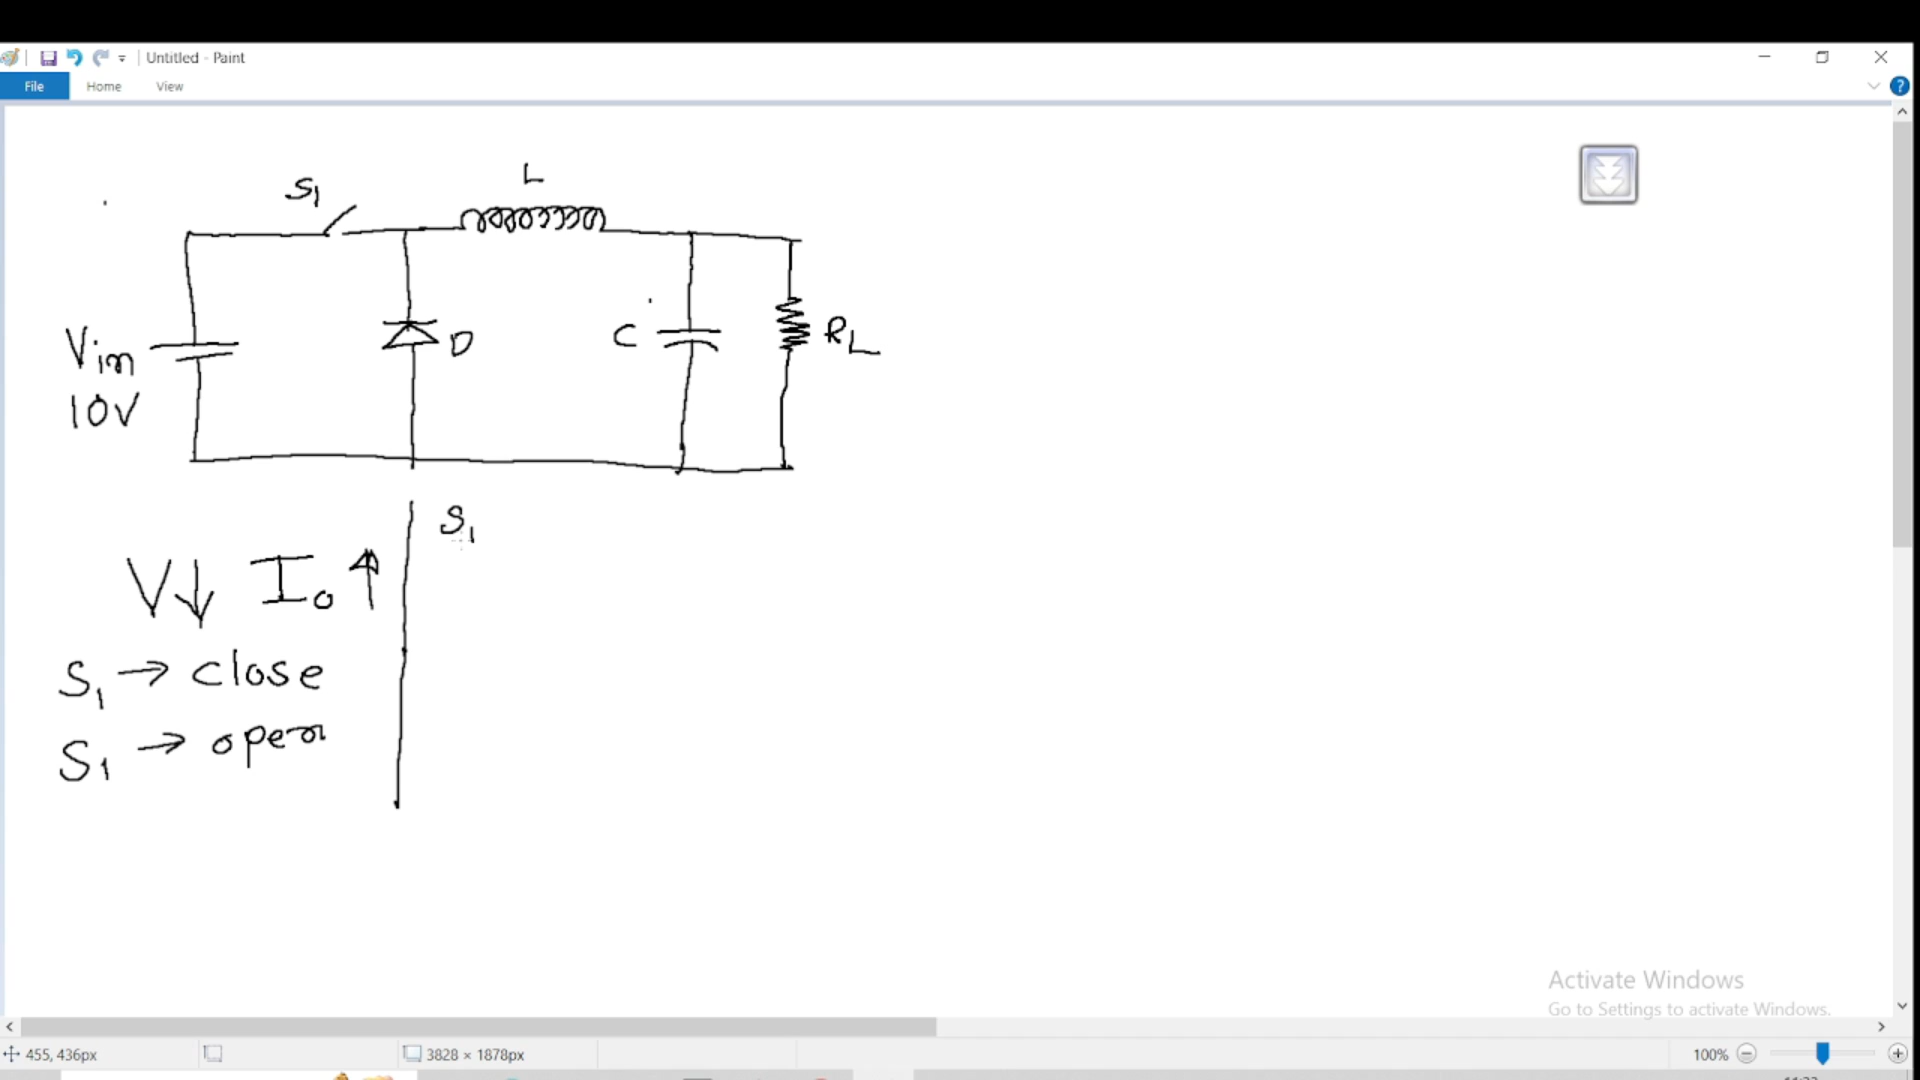 Untitled - Paint
File Home View
S1
L
Vin
10V
D
C
RL
S1
V↓ Io ↑
S1 → close
S1 → open
Activate Windows
Go to Settings to activate Windows.
455, 436px
3828 × 1878px
100%